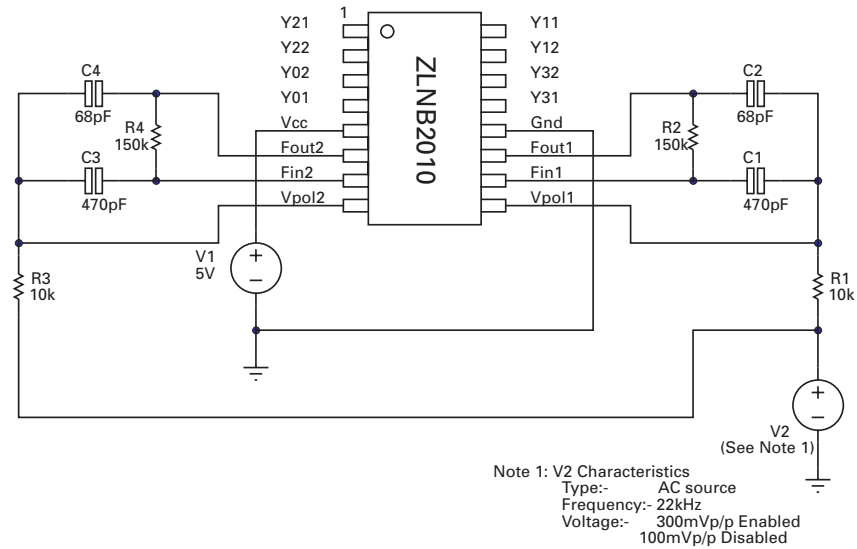 1
Y21
Y11
Y22
Y12
Y02
Y32
Y01
Y31
Vcc
Gnd
Fout2
Fout1
Fin2
Fin1
Vpol2
Vpol1
ZLNB2010
C4
68pF
R4
150k
C3
470pF
C2
68pF
R2
150k
C1
470pF
V1
5V
+
–
R3
10k
R1
10k
+
–
V2
(See Note 1)
Note 1: V2 Characteristics
Type:- AC source
Frequency:- 22kHz
Voltage:- 300mVp/p Enabled
100mVp/p Disabled